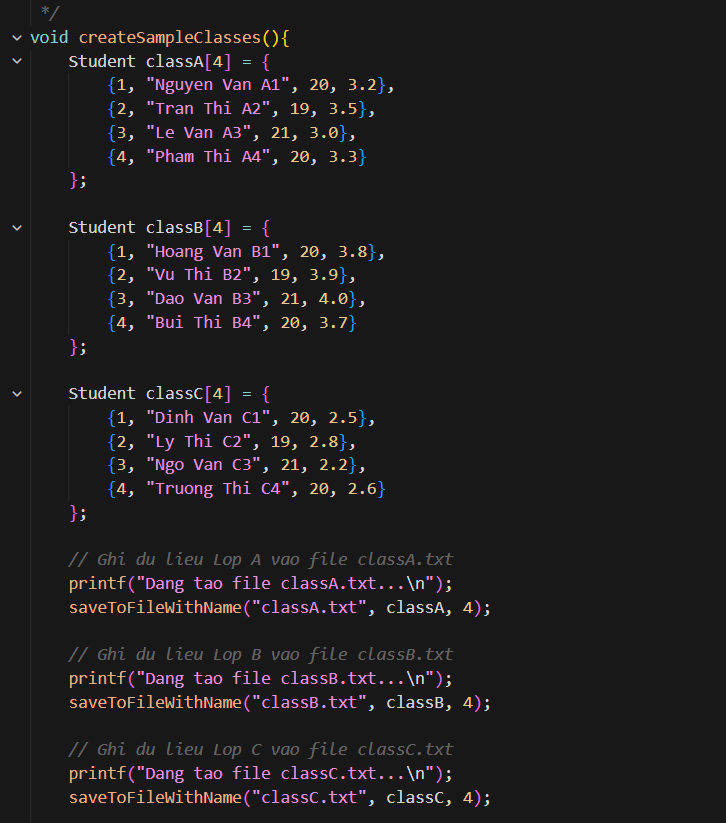 */
void createSampleClasses(){
    Student classA[4] = {
        {1, "Nguyen Van A1", 20, 3.2},
        {2, "Tran Thi A2", 19, 3.5},
        {3, "Le Van A3", 21, 3.0},
        {4, "Pham Thi A4", 20, 3.3}
    };

    Student classB[4] = {
        {1, "Hoang Van B1", 20, 3.8},
        {2, "Vu Thi B2", 19, 3.9},
        {3, "Dao Van B3", 21, 4.0},
        {4, "Bui Thi B4", 20, 3.7}
    };

    Student classC[4] = {
        {1, "Dinh Van C1", 20, 2.5},
        {2, "Ly Thi C2", 19, 2.8},
        {3, "Ngo Van C3", 21, 2.2},
        {4, "Truong Thi C4", 20, 2.6}
    };

    // Ghi du lieu Lop A vao file classA.txt
    printf("Dang tao file classA.txt...\n");
    saveToFileWithName("classA.txt", classA, 4);

    // Ghi du lieu Lop B vao file classB.txt
    printf("Dang tao file classB.txt...\n");
    saveToFileWithName("classB.txt", classB, 4);

    // Ghi du lieu Lop C vao file classC.txt
    printf("Dang tao file classC.txt...\n");
    saveToFileWithName("classC.txt", classC, 4);